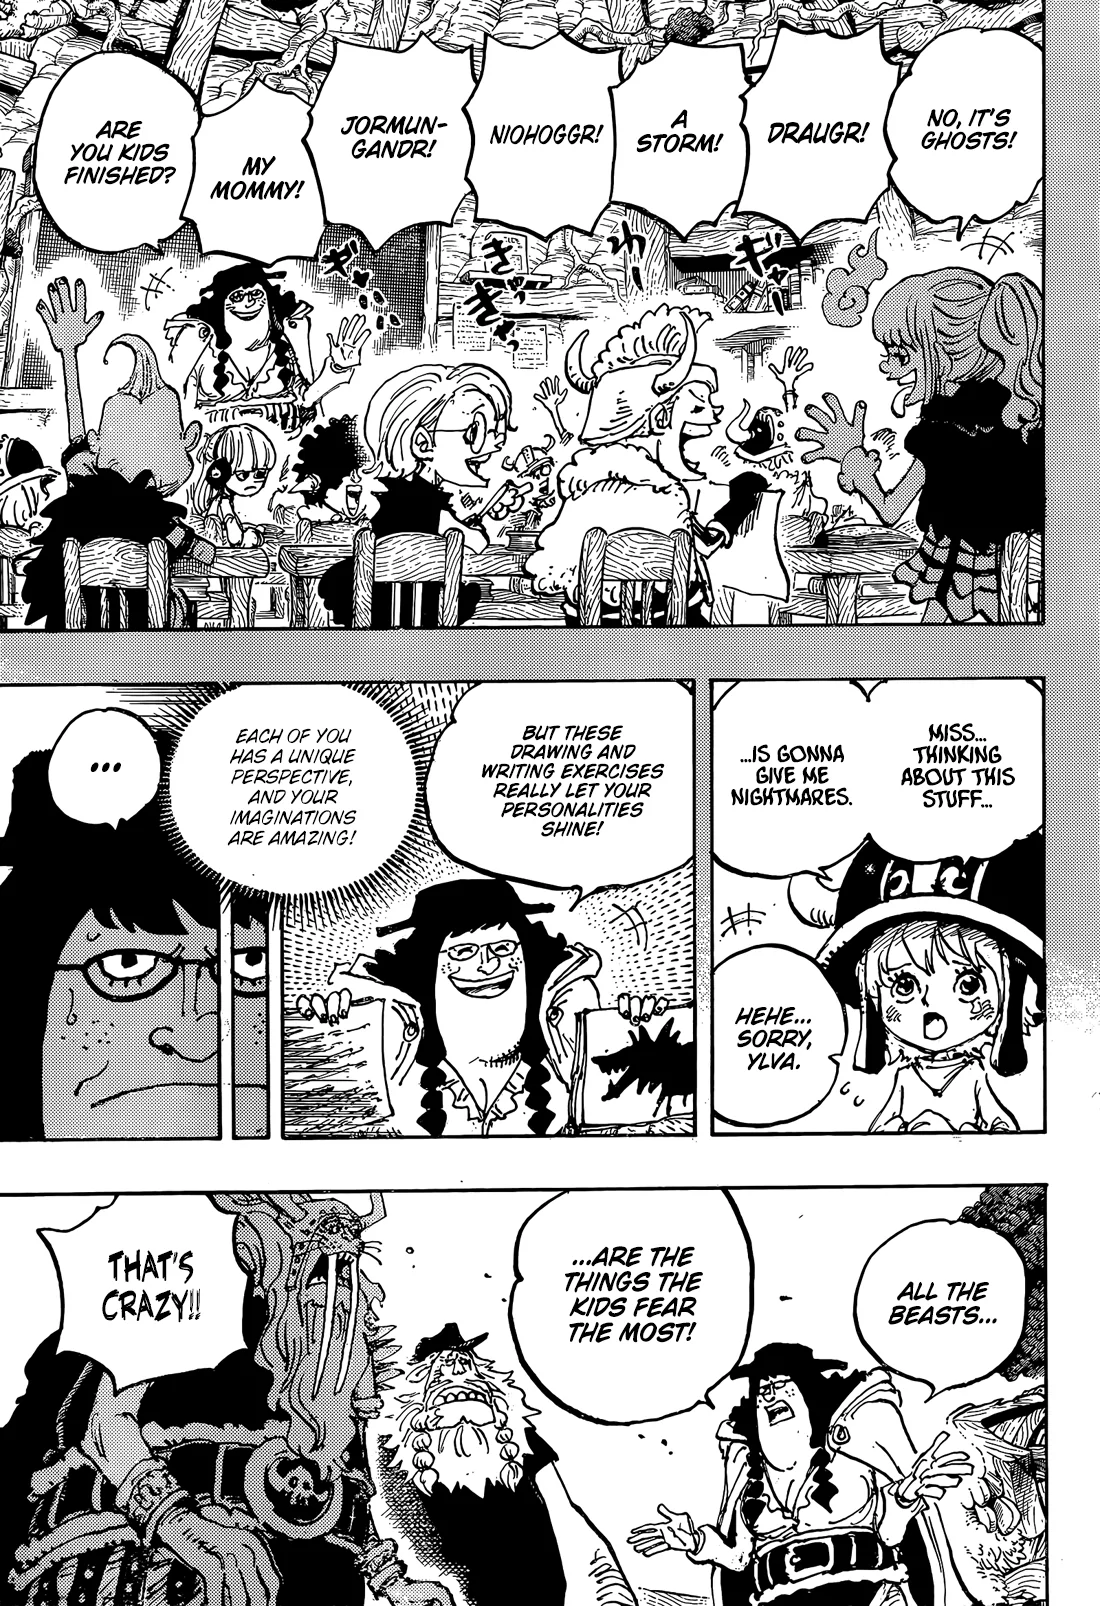 NO, IT'S
GHOSTS!
DRAUGR!
A
STORM!
NIOHOGGR!
JORMUN-
GANDR!
MY
MOMMY!
ARE
YOU KIDS
FINISHED?
MISS...
THINKING
ABOUT THIS
STUFF...
...IS GONNA
GIVE ME
NIGHTMARES.
HEHE...
SORRY,
YLVA.
BUT THESE
DRAWING AND
WRITING EXERCISES
REALLY LET YOUR
PERSONALITIES
SHINE!
EACH OF YOU
HAS A UNIQUE
PERSPECTIVE,
AND YOUR
IMAGINATIONS
ARE AMAZING!
...
ALL THE
BEASTS...
...ARE THE
THINGS THE
KIDS FEAR
THE MOST!
THAT'S
CRAZY!!